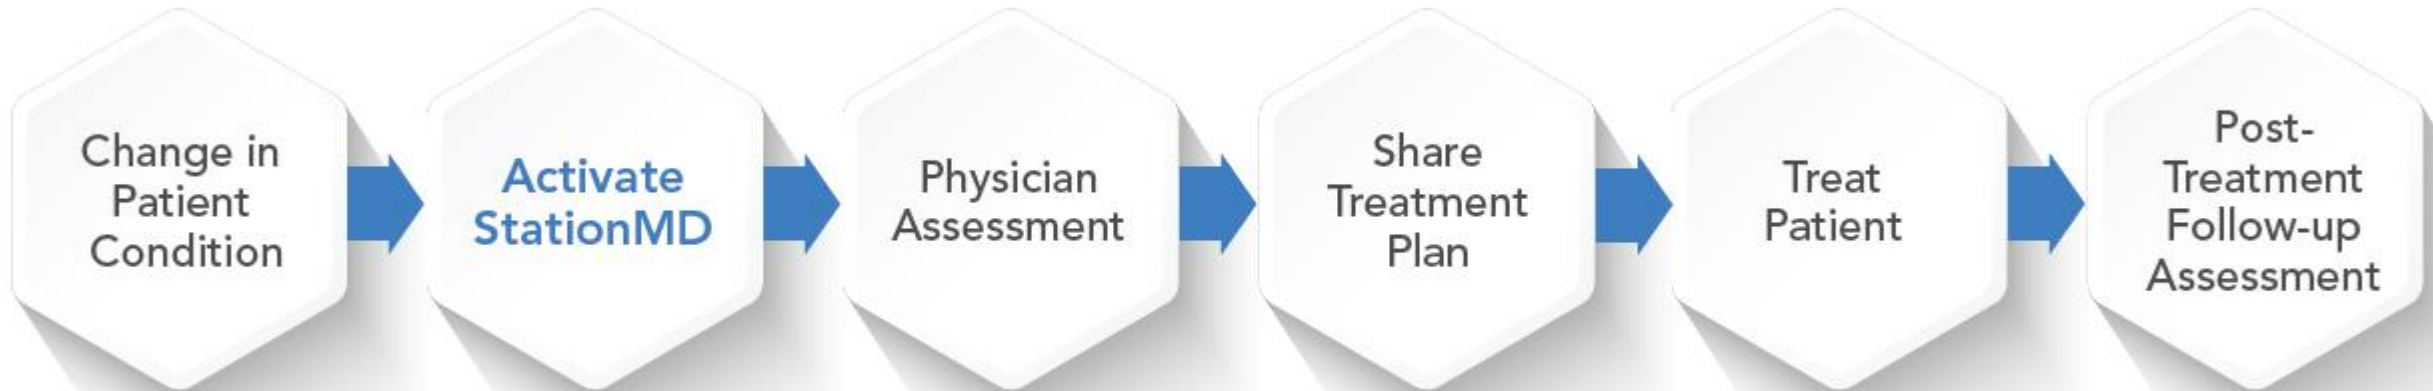 Change in
Patient
Condition
Activate
StationMD
Physician
Assessment
Share
Treatment
Plan
Treat
Patient
Post-
Treatment
Follow-up
Assessment